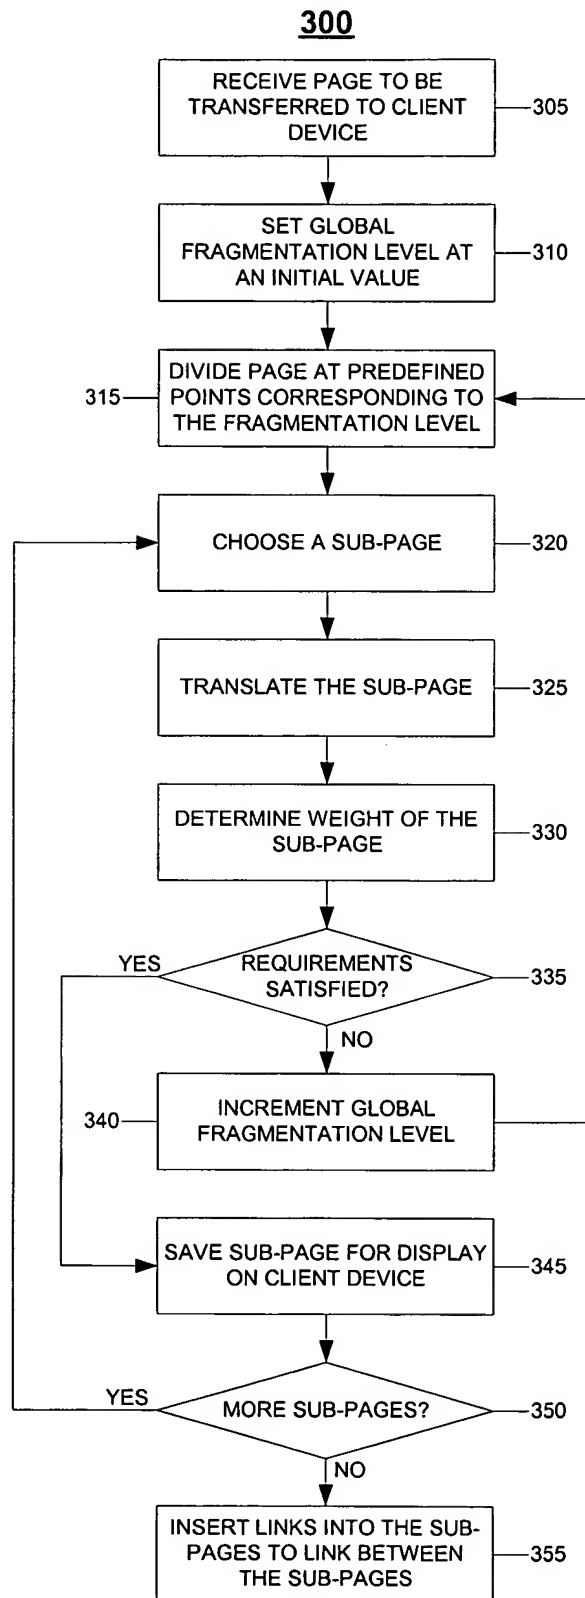 300
RECEIVE PAGE TO BE
TRANSFERRED TO CLIENT
DEVICE
305
SET GLOBAL
FRAGMENTATION LEVEL AT
AN INITIAL VALUE
310
DIVIDE PAGE AT PREDEFINED
POINTS CORRESPONDING TO
THE FRAGMENTATION LEVEL
315
CHOOSE A SUB-PAGE
320
TRANSLATE THE SUB-PAGE
325
DETERMINE WEIGHT OF THE
SUB-PAGE
330
YES
REQUIREMENTS
SATISFIED?
335
NO
340
INCREMENT GLOBAL
FRAGMENTATION LEVEL
SAVE SUB-PAGE FOR DISPLAY
ON CLIENT DEVICE
345
YES
MORE SUB-PAGES?
350
NO
INSERT LINKS INTO THE SUB-
PAGES TO LINK BETWEEN
THE SUB-PAGES
355